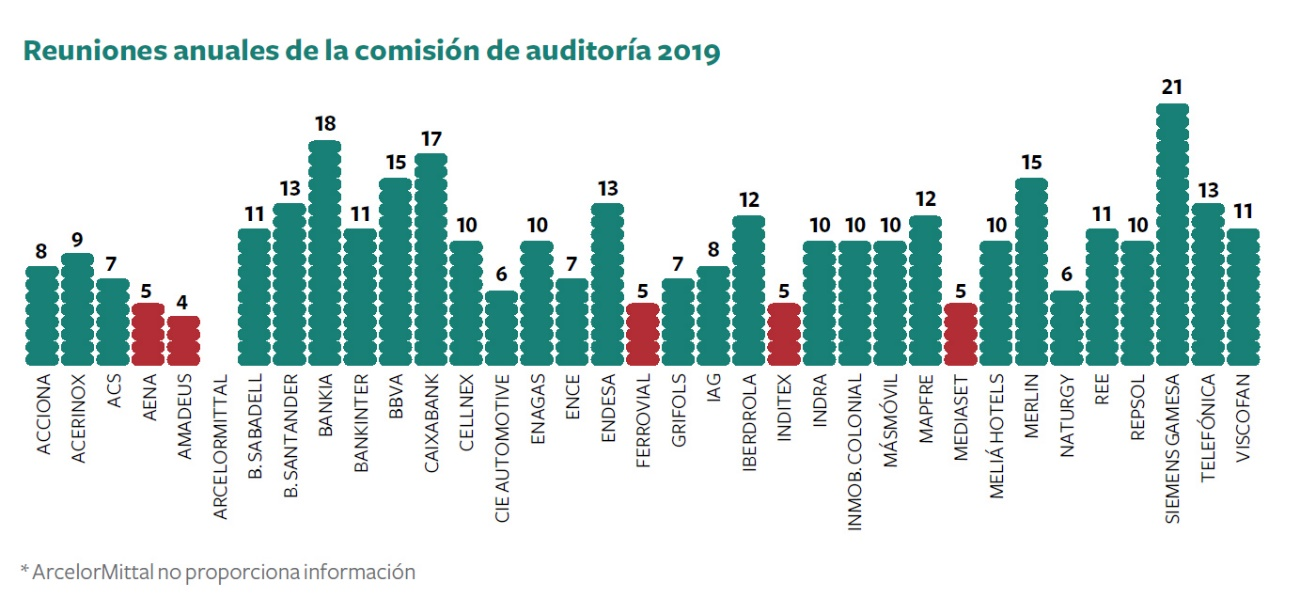 Reuniones anuales de la comisión de auditoría 2019
8 9 7 5 4 11 13 18 11 15 17 10 6 10 7 13 5 7 8 12 5 10 10 10 12 5 10 15 6 11 10 21 13 11
ACCIONA
ACERINOX
ACS
AENA
AMADEUS
ARCELORMITTAL
B. SABADELL
B. SANTANDER
BANKIA
BANKINTER
BBVA
CAIXABANK
CELLNEX
CIE AUTOMOTIVE
ENAGAS
ENCE
ENDESA
FERROVIAL
GRIFOLS
IAG
IBERDROLA
INDITEX
INDRA
INMOB. COLONIAL
MÁSMÓVIL
MAPFRE
MEDIASET
MELIÁ HOTELS
MERLIN
NATURGY
REE
REPSOL
SIEMENS GAMESA
TELEFÓNICA
VISCOFAN
* ArcelorMittal no proporciona información